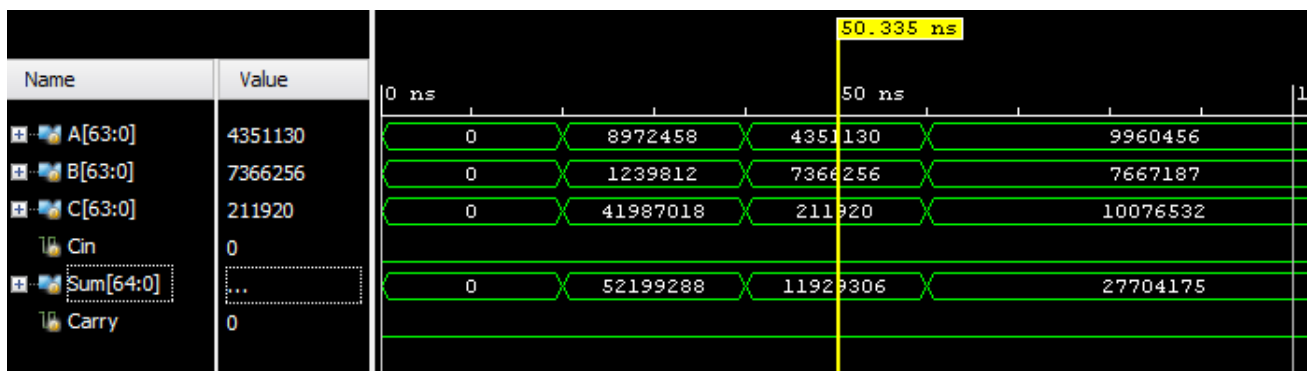 50.335 ns
Name Value
0 ns 50 ns 1
A[63:0] 4351130 0 8972458 4351130 9960456
B[63:0] 7366256 0 1239812 7366256 7667187
C[63:0] 211920 0 41987018 211920 10076532
Cin 0
Sum[64:0] ... 0 52199288 11929306 27704175
Carry 0